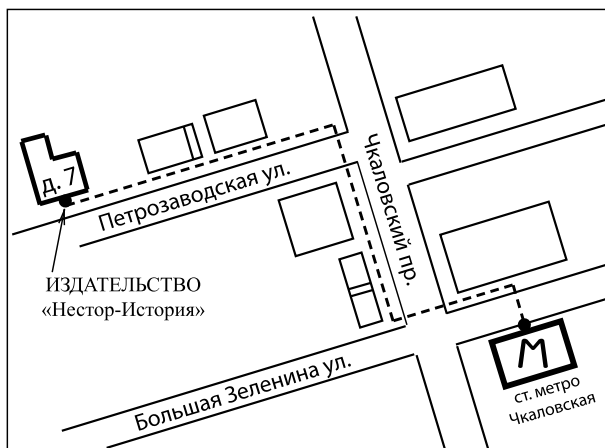 Чкаловский пр.
д. 7
Петрозаводская ул.
ИЗДАТЕЛЬСТВО
«Нестор-История»
М
ст. метро
Чкаловская
Большая Зеленина ул.